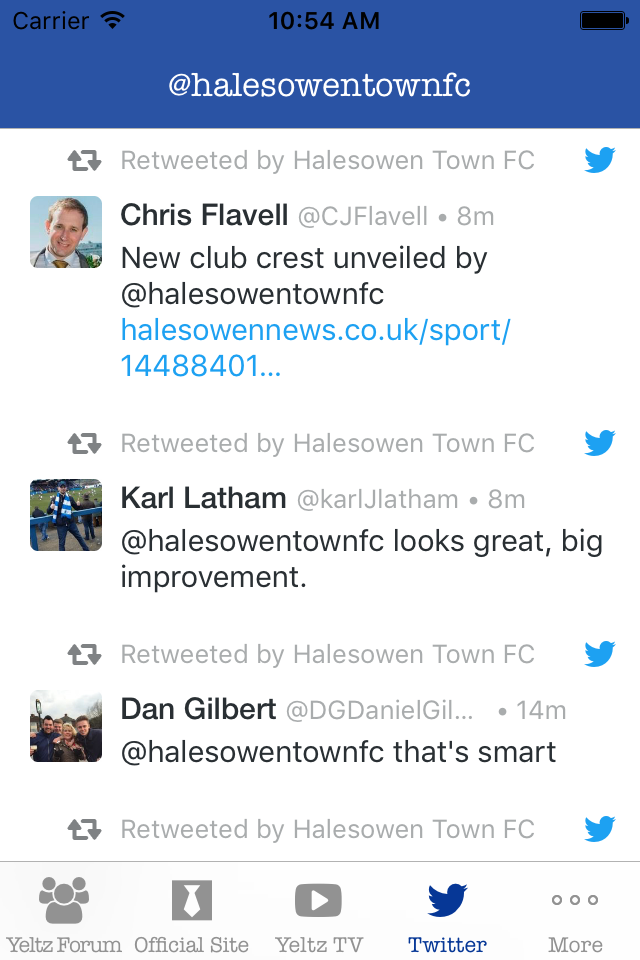 Carrier 10:54 AM
@halesowentownfc
Retweeted by Halesowen Town FC
Chris Flavell @CJFlavell • 8m
New club crest unveiled by
@halesowentownfc
halesowennews.co.uk/sport/
14488401...
Retweeted by Halesowen Town FC
Karl Latham @karlJlatham • 8m
@halesowentownfc looks great, big
improvement.
Retweeted by Halesowen Town FC
Dan Gilbert @DGDanielGil... • 14m
@halesowentownfc that's smart
Retweeted by Halesowen Town FC
Yeltz Forum Official Site Yeltz TV Twitter More